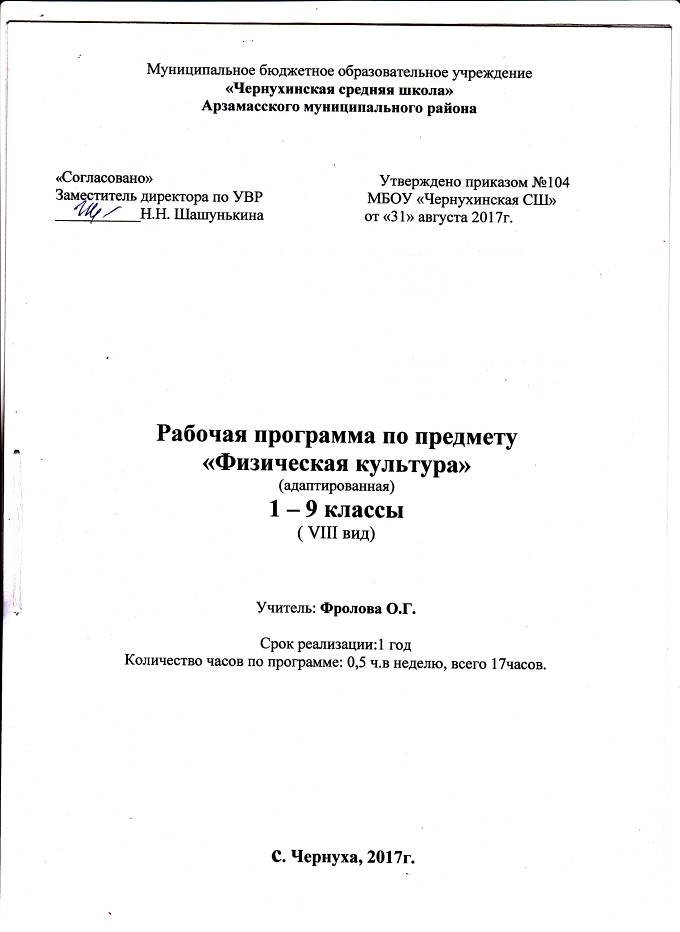 Муниципальное бюджетное образовательное учреждение
«Чернухинская средняя школа»
Арзамасского муниципального района
«Согласовано»
Заместитель директора по УВР
____________Н.Н. Шашунькина
Утверждено приказом №104
МБОУ «Чернухинская СШ»
от «31» августа 2017г.
Рабочая программа по предмету
«Физическая культура»
(адаптированная)
1 – 9 классы
( VIII вид)
Учитель: Фролова О.Г.
Срок реализации:1 год
Количество часов по программе: 0,5 ч.в неделю, всего 17часов.
с. Чернуха, 2017г.